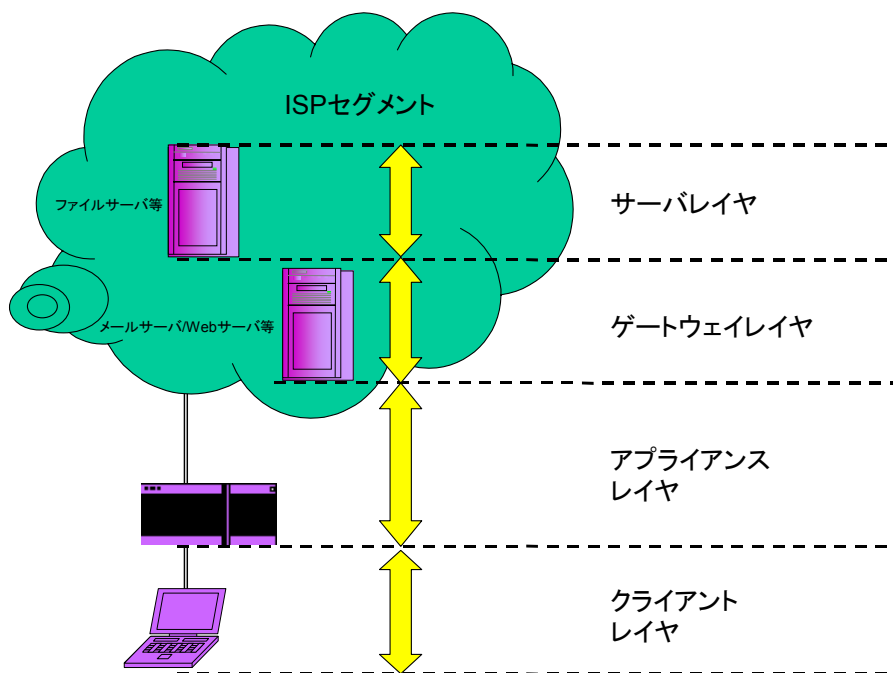 ISPセグメント
ファイルサーバ等
サーバレイヤ
メールサーバ/Webサーバ等
ゲートウェイレイヤ
アプライアンス
レイヤ
クライアント
レイヤ